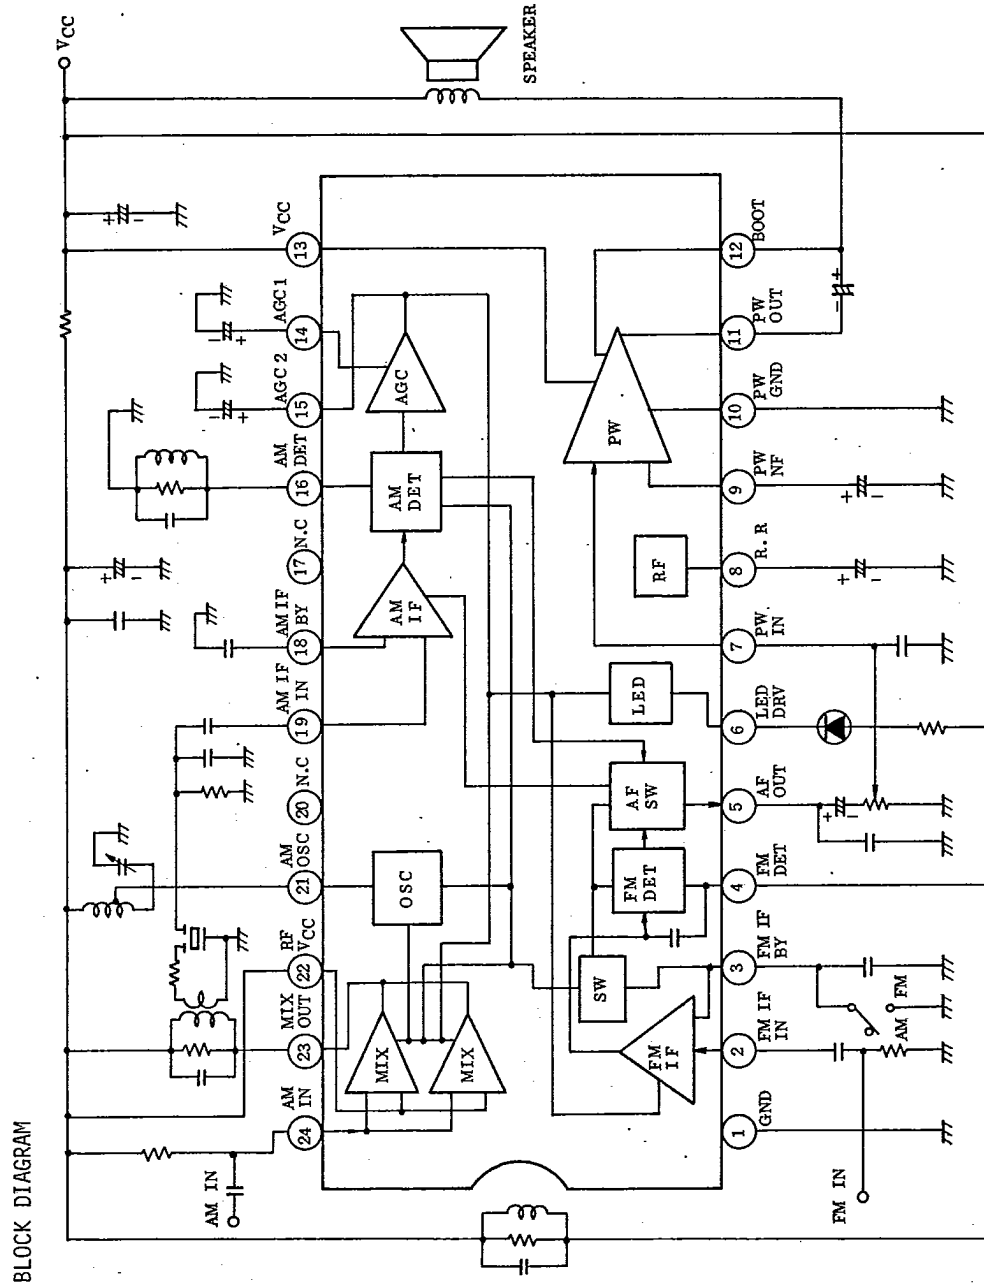 BLOCK DIAGRAM
VCC
SPEAKER
AM IN
AM IN
24
MIX OUT
23
RF VCC
22
AM OSC
21
N.C
20
AM IF IN
19
AM IF BY
18
N.C
17
AM DET
16
AGC 2
15
AGC 1
14
VCC
13
MIX
MIX
OSC
AM IF
AM DET
AGC
FM IF
SW
FM DET
AF SW
LED
RF
PW
1
GND
2
FM IF IN
3
FM IF BY
4
FM DET
5
AF OUT
6
LED DRV
7
PW IN
8
R.R
9
PW NF
10
PW GND
11
PW OUT
12
BOOT
FM IN
AM
FM